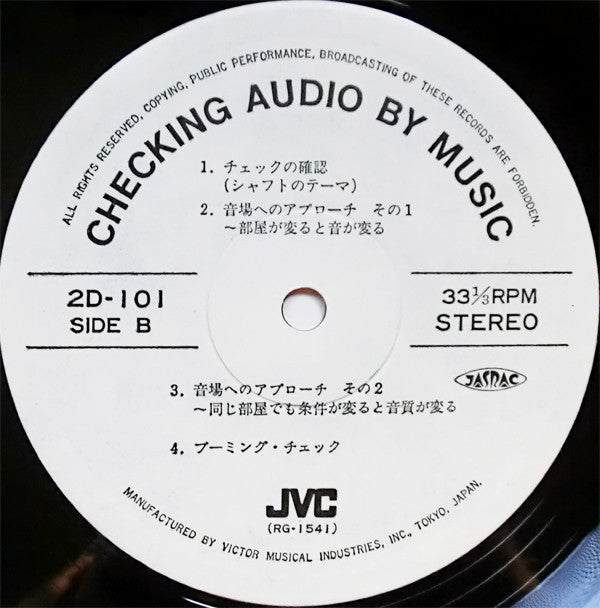 ALL RIGHTS RESERVED, COPYING, PUBLIC PERFORMANCE, BROADCASTING OF THESE RECORDS ARE FORBIDDEN.
CHECKING AUDIO BY MUSIC
1. チェックの確認
(シャフトのテーマ)
2. 音場へのアプローチ その1
～部屋が変ると音が変る
2D-101
SIDE B
33⅓RPM
STEREO
3. 音場へのアプローチ その2
～同じ部屋でも条件が変ると音質が変る
JASRAC
4. ブーミング・チェック
JVC
(RG-1541)
MANUFACTURED BY VICTOR MUSICAL INDUSTRIES, INC., TOKYO, JAPAN.